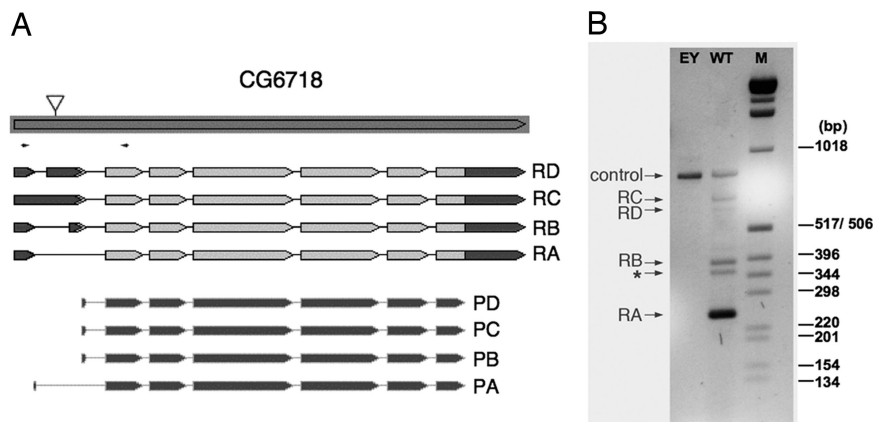 A
CG6718
RD
RC
RB
RA
PD
PC
PB
PA
B
EY WT M
(bp)
1018
control
RC
RD
517/ 506
RB
396
*
344
298
RA
220
201
154
134